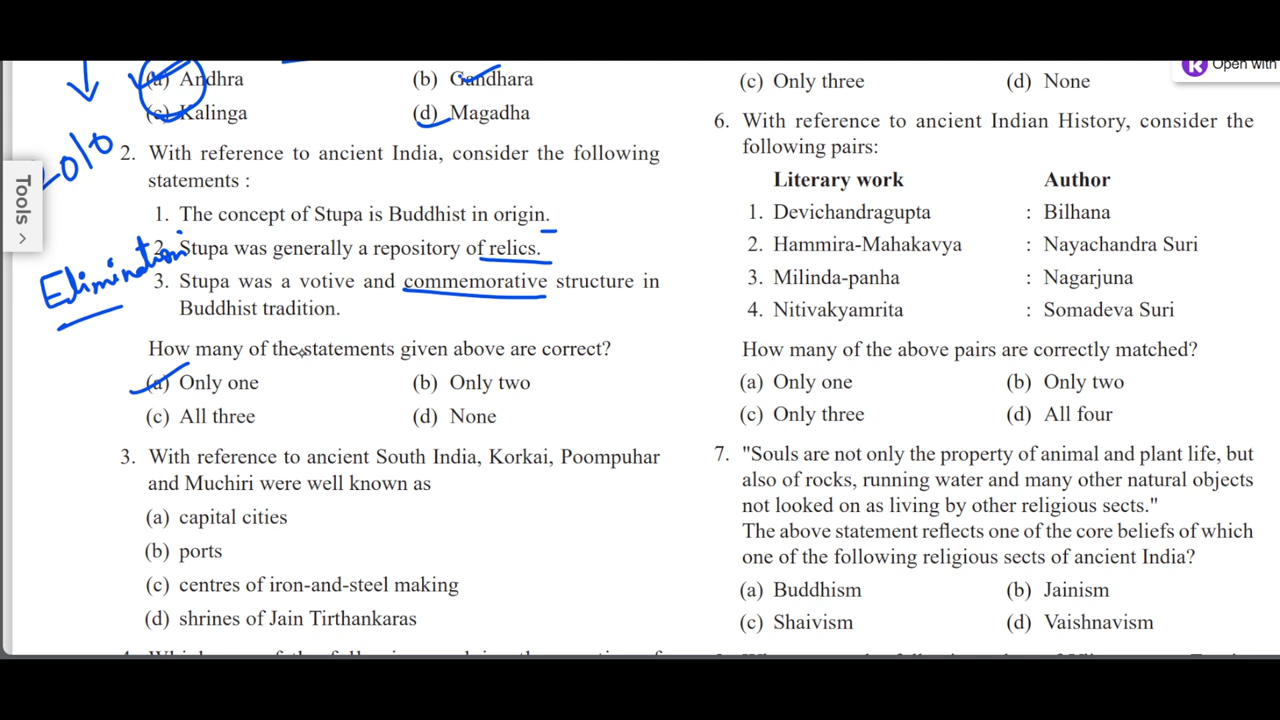 (a) Andhra (b) Gandhara
(c) Kalinga (d) Magadha
2. With reference to ancient India, consider the following
statements :
1. The concept of Stupa is Buddhist in origin.
2. Stupa was generally a repository of relics.
3. Stupa was a votive and commemorative structure in
Buddhist tradition.
How many of the statements given above are correct?
(a) Only one (b) Only two
(c) All three (d) None
3. With reference to ancient South India, Korkai, Poompuhar
and Muchiri were well known as
(a) capital cities
(b) ports
(c) centres of iron-and-steel making
(d) shrines of Jain Tirthankaras
Tools
Elimination
Open with
(c) Only three (d) None
6. With reference to ancient Indian History, consider the
following pairs:
Literary work Author
1. Devichandragupta : Bilhana
2. Hammira-Mahakavya : Nayachandra Suri
3. Milinda-panha : Nagarjuna
4. Nitivakyamrita : Somadeva Suri
How many of the above pairs are correctly matched?
(a) Only one (b) Only two
(c) Only three (d) All four
7. "Souls are not only the property of animal and plant life, but
also of rocks, running water and many other natural objects
not looked on as living by other religious sects."
The above statement reflects one of the core beliefs of which
one of the following religious sects of ancient India?
(a) Buddhism (b) Jainism
(c) Shaivism (d) Vaishnavism